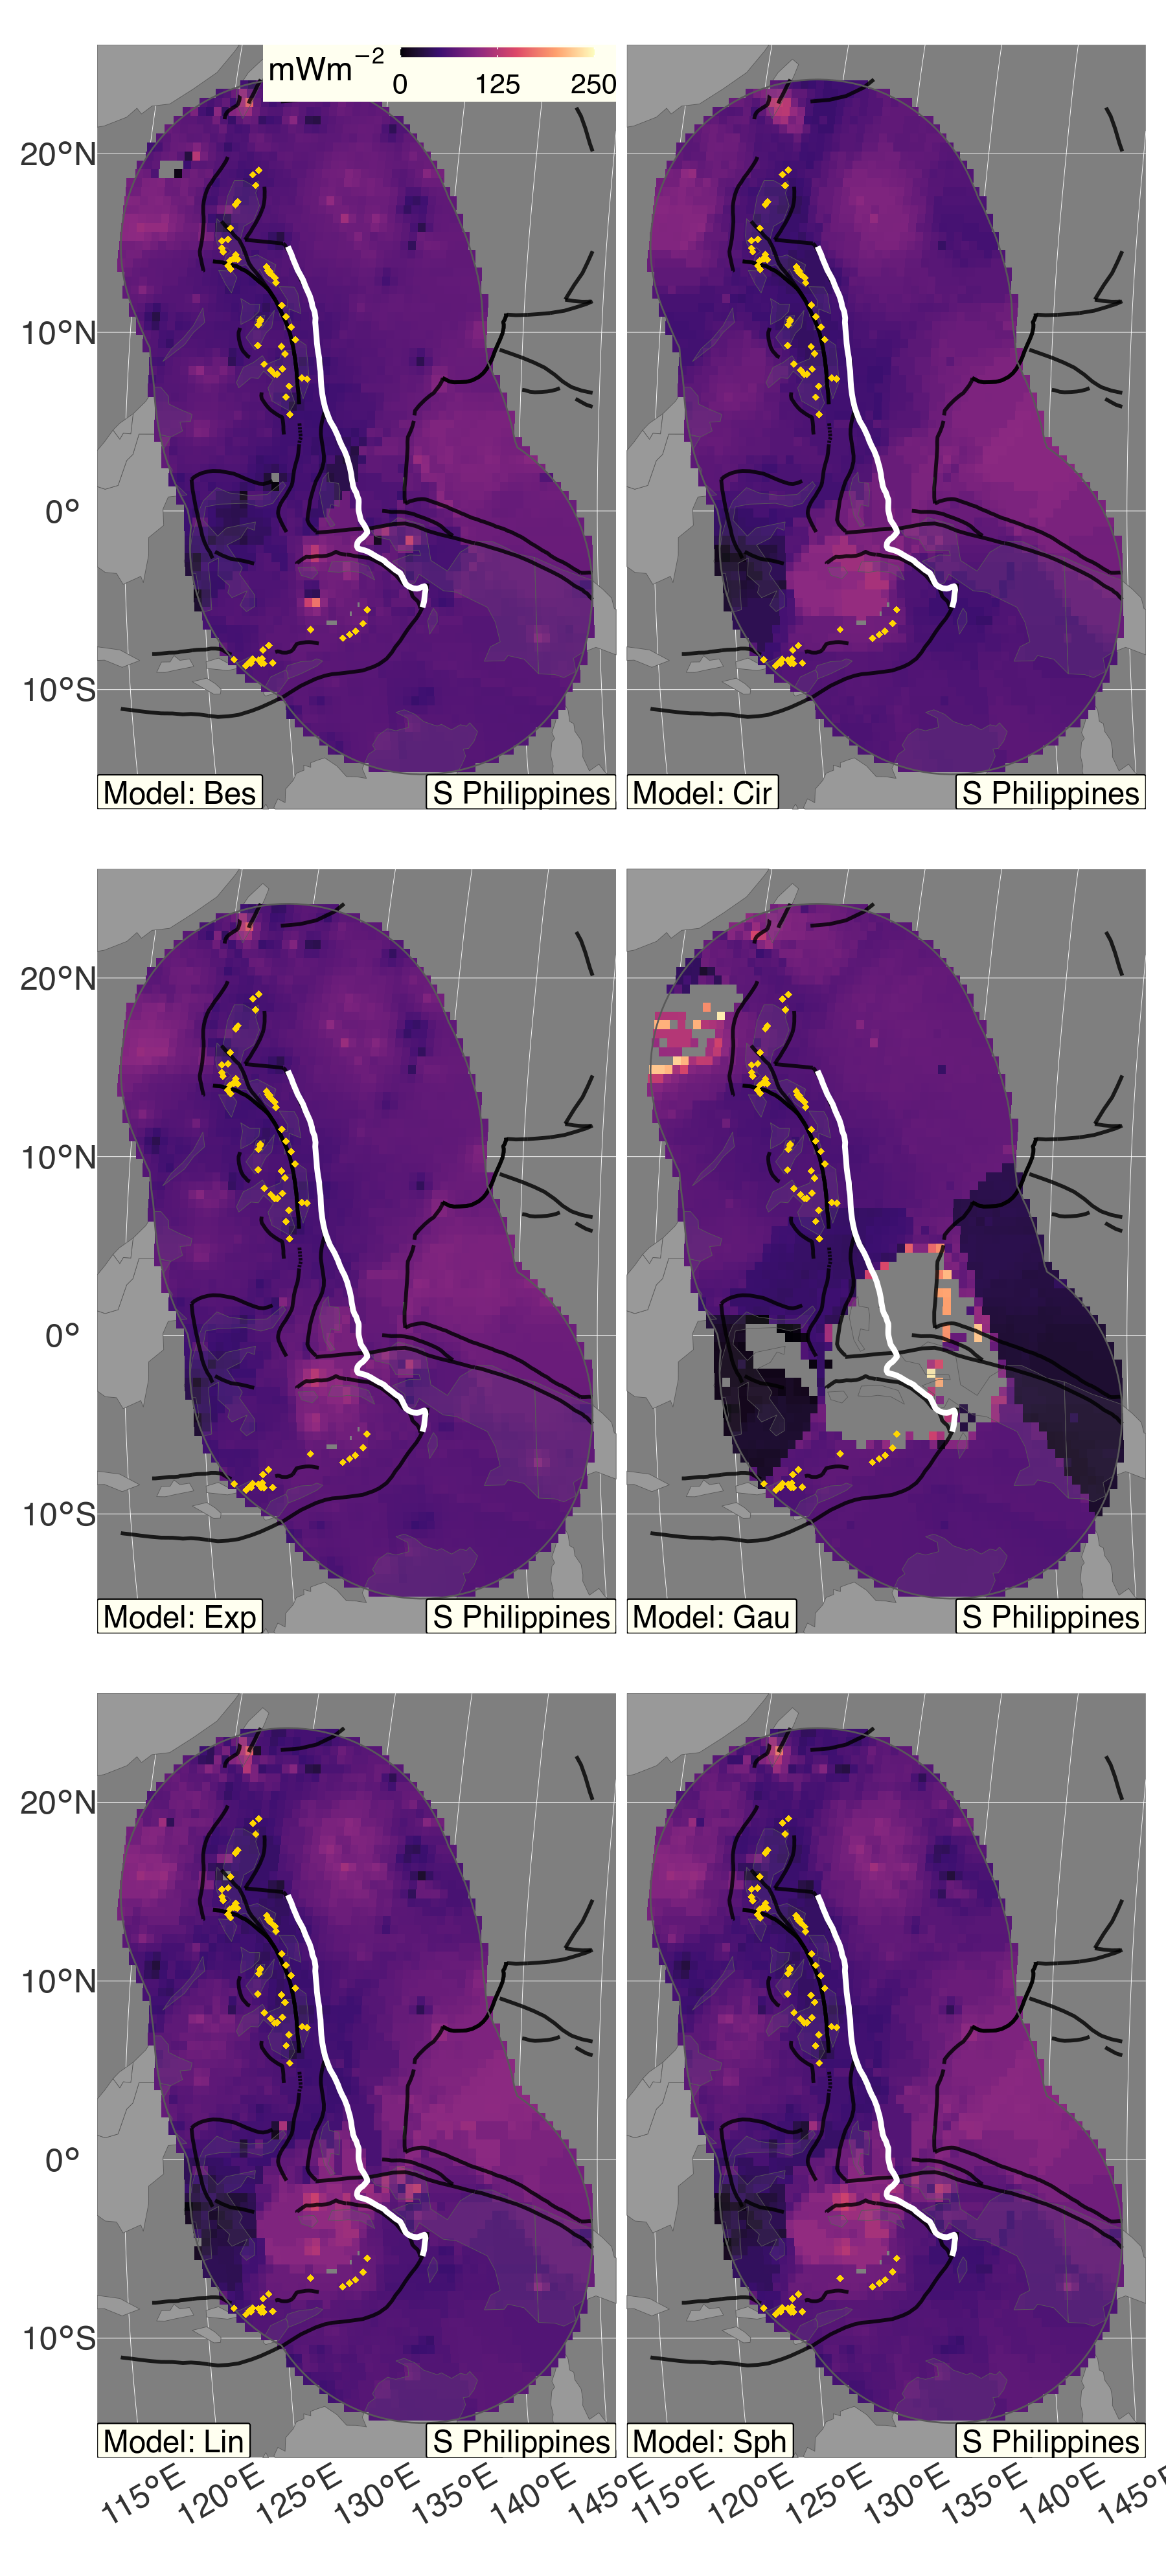 mWm−2
0 125 250
20°N
10°N
0°
10°S
Model: Bes
S Philippines
Model: Cir
S Philippines
20°N
10°N
0°
10°S
Model: Exp
S Philippines
Model: Gau
S Philippines
20°N
10°N
0°
10°S
Model: Lin
S Philippines
Model: Sph
S Philippines
115°E 120°E 125°E 130°E 135°E 140°E 145°E
115°E 120°E 125°E 130°E 135°E 140°E 145°